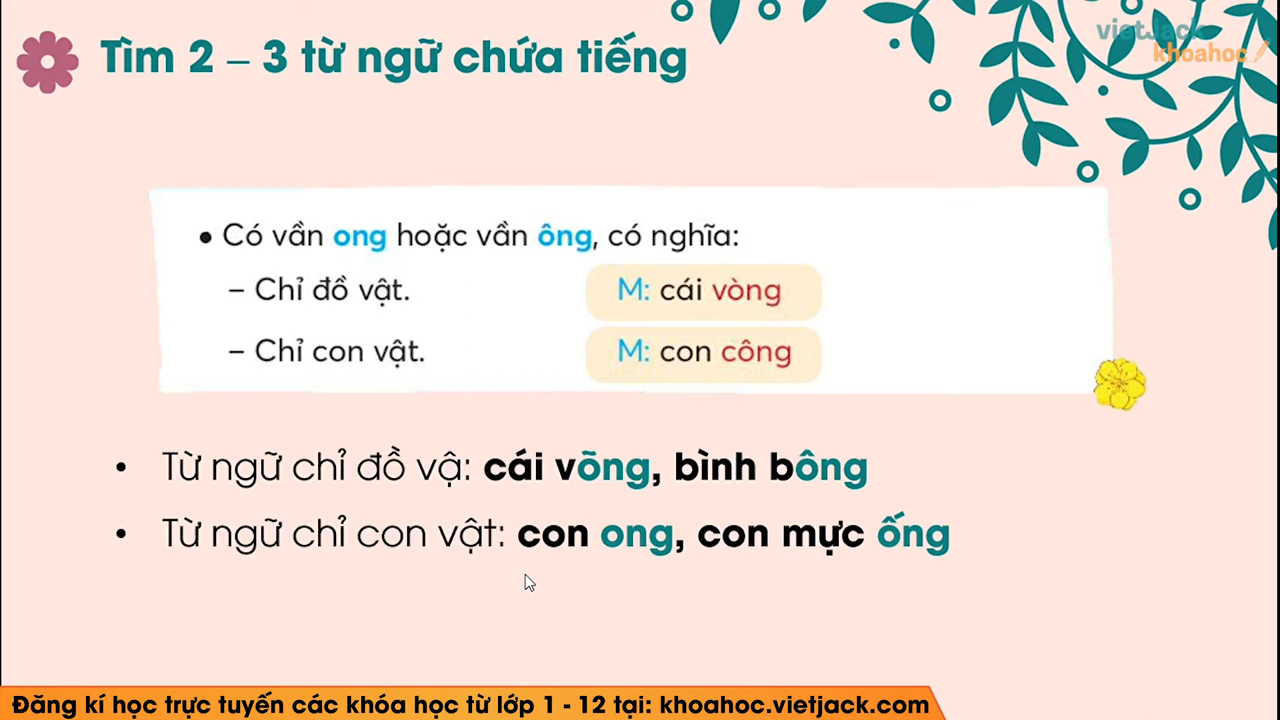 vietJack
khoahoc
Tìm 2 – 3 từ ngữ chứa tiếng
• Có vần ong hoặc vần ông, có nghĩa:
– Chỉ đồ vật. M: cái vòng
– Chỉ con vật. M: con công
• Từ ngữ chỉ đồ vậ: cái võng, bình bông
• Từ ngữ chỉ con vật: con ong, con mực ống
Đăng kí học trực tuyến các khóa học từ lớp 1 - 12 tại: khoahoc.vietjack.com